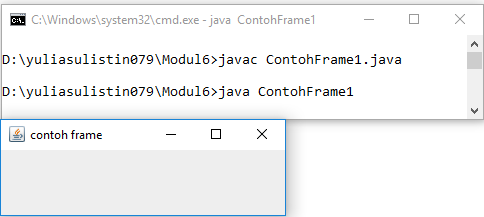 C:\Windows\system32\cmd.exe - java  ContohFrame1
D:\yuliasulistin079\Modul6>javac ContohFrame1.java
D:\yuliasulistin079\Modul6>java ContohFrame1
contoh frame